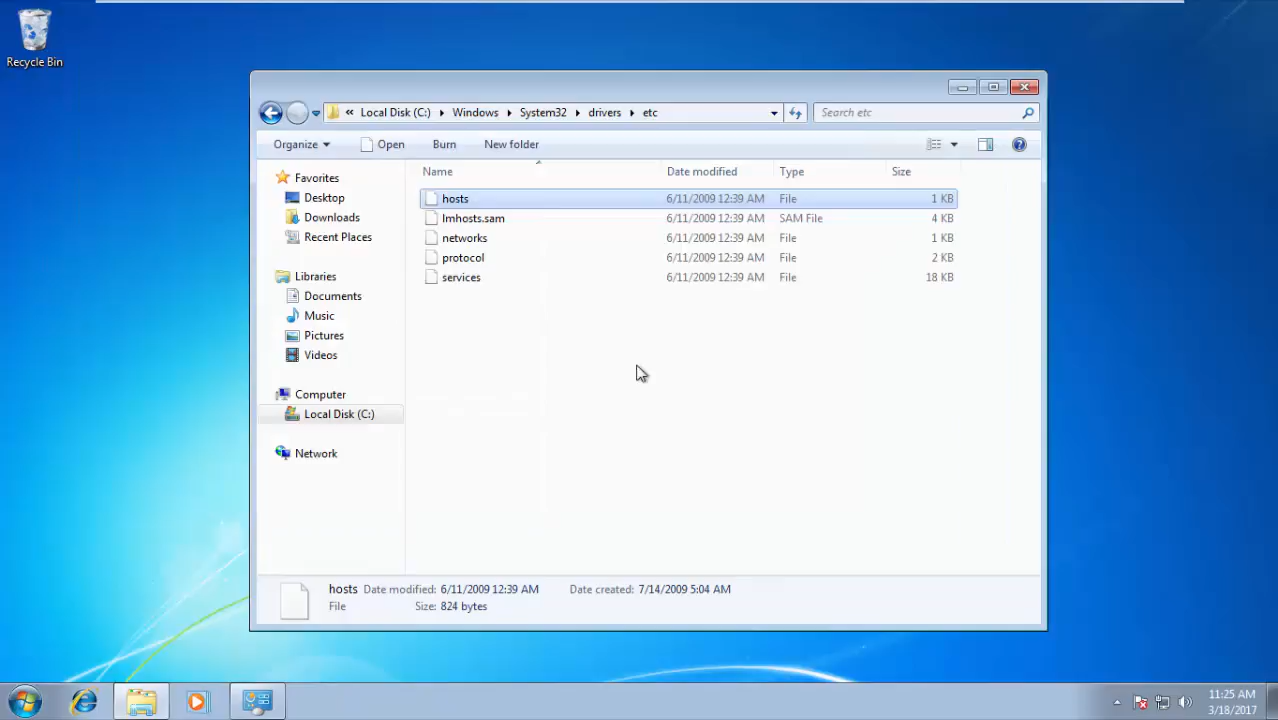 Recycle Bin
« Local Disk (C:) Windows System32 drivers etc
Search etc
Organize Open Burn New folder
Name Date modified Type Size
Favorites
Desktop
Downloads
Recent Places
Libraries
Documents
Music
Pictures
Videos
Computer
Local Disk (C:)
Network
hosts 6/11/2009 12:39 AM File 1 KB
lmhosts.sam 6/11/2009 12:39 AM SAM File 4 KB
networks 6/11/2009 12:39 AM File 1 KB
protocol 6/11/2009 12:39 AM File 2 KB
services 6/11/2009 12:39 AM File 18 KB
hosts Date modified: 6/11/2009 12:39 AM Date created: 7/14/2009 5:04 AM
File Size: 824 bytes
11:25 AM
3/18/2017